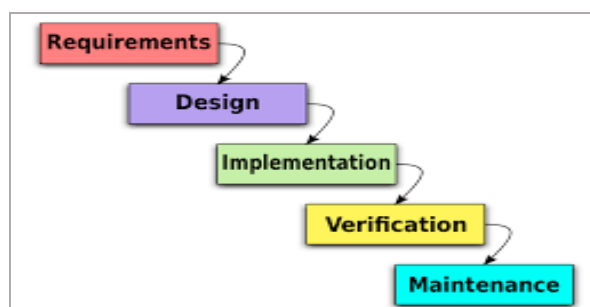 Requirements
Design
Implementation
Verification
Maintenance